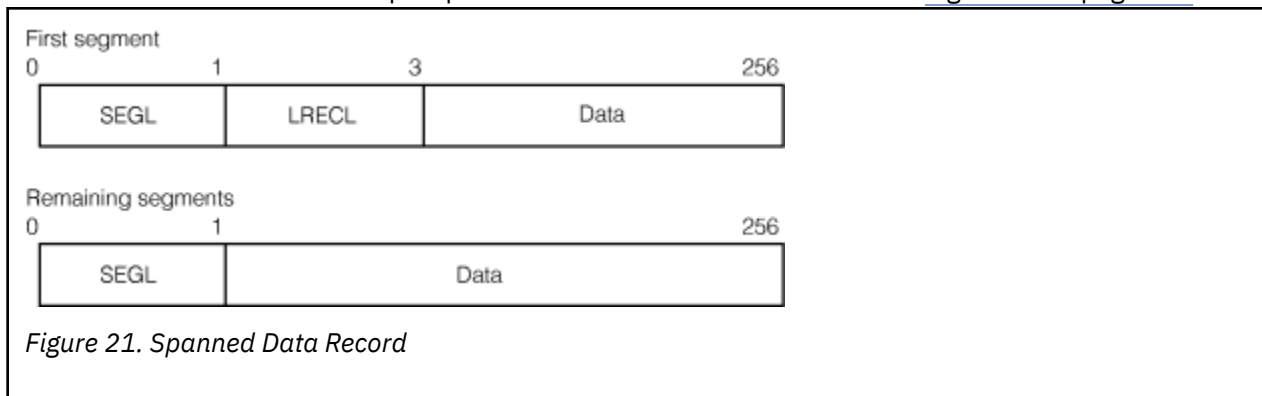 First segment
0 1 3 256
SEGL LRECL Data
Remaining segments
0 1 256
SEGL Data
Figure 21. Spanned Data Record